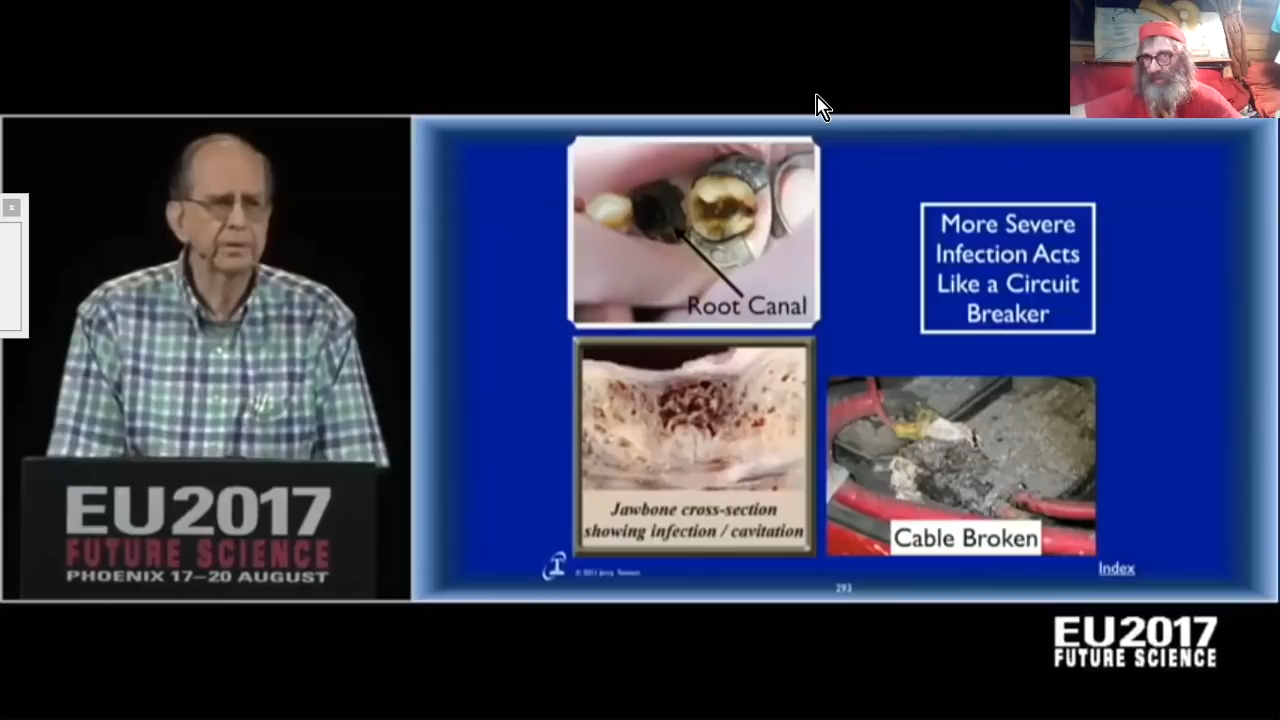 x
EU2017
FUTURE SCIENCE
PHOENIX 17–20 AUGUST
Root Canal
More Severe
Infection Acts
Like a Circuit
Breaker
Jawbone cross-section
showing infection / cavitation
Cable Broken
Index
293
EU2017
FUTURE SCIENCE